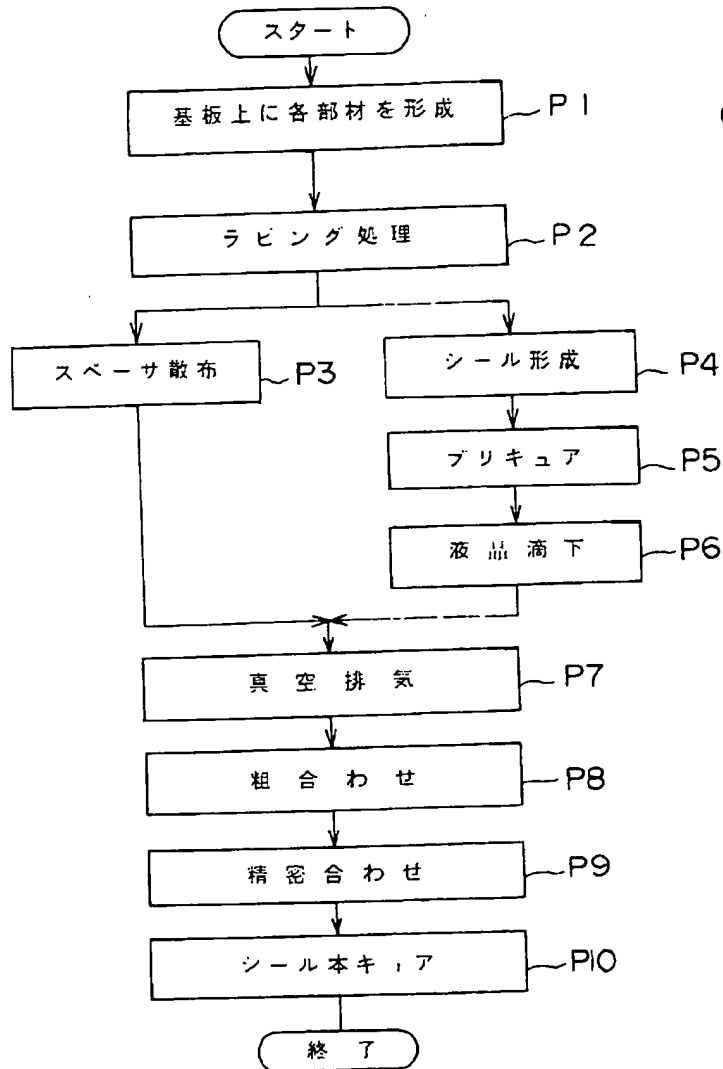 スタート
基板上に各部材を形成
P1
ラビング処理
P2
スペーサ散布
P3
シール形成
P4
プリキュア
P5
液晶滴下
P6
真空排気
P7
粗合わせ
P8
精密合わせ
P9
シール本キュア
P10
終了